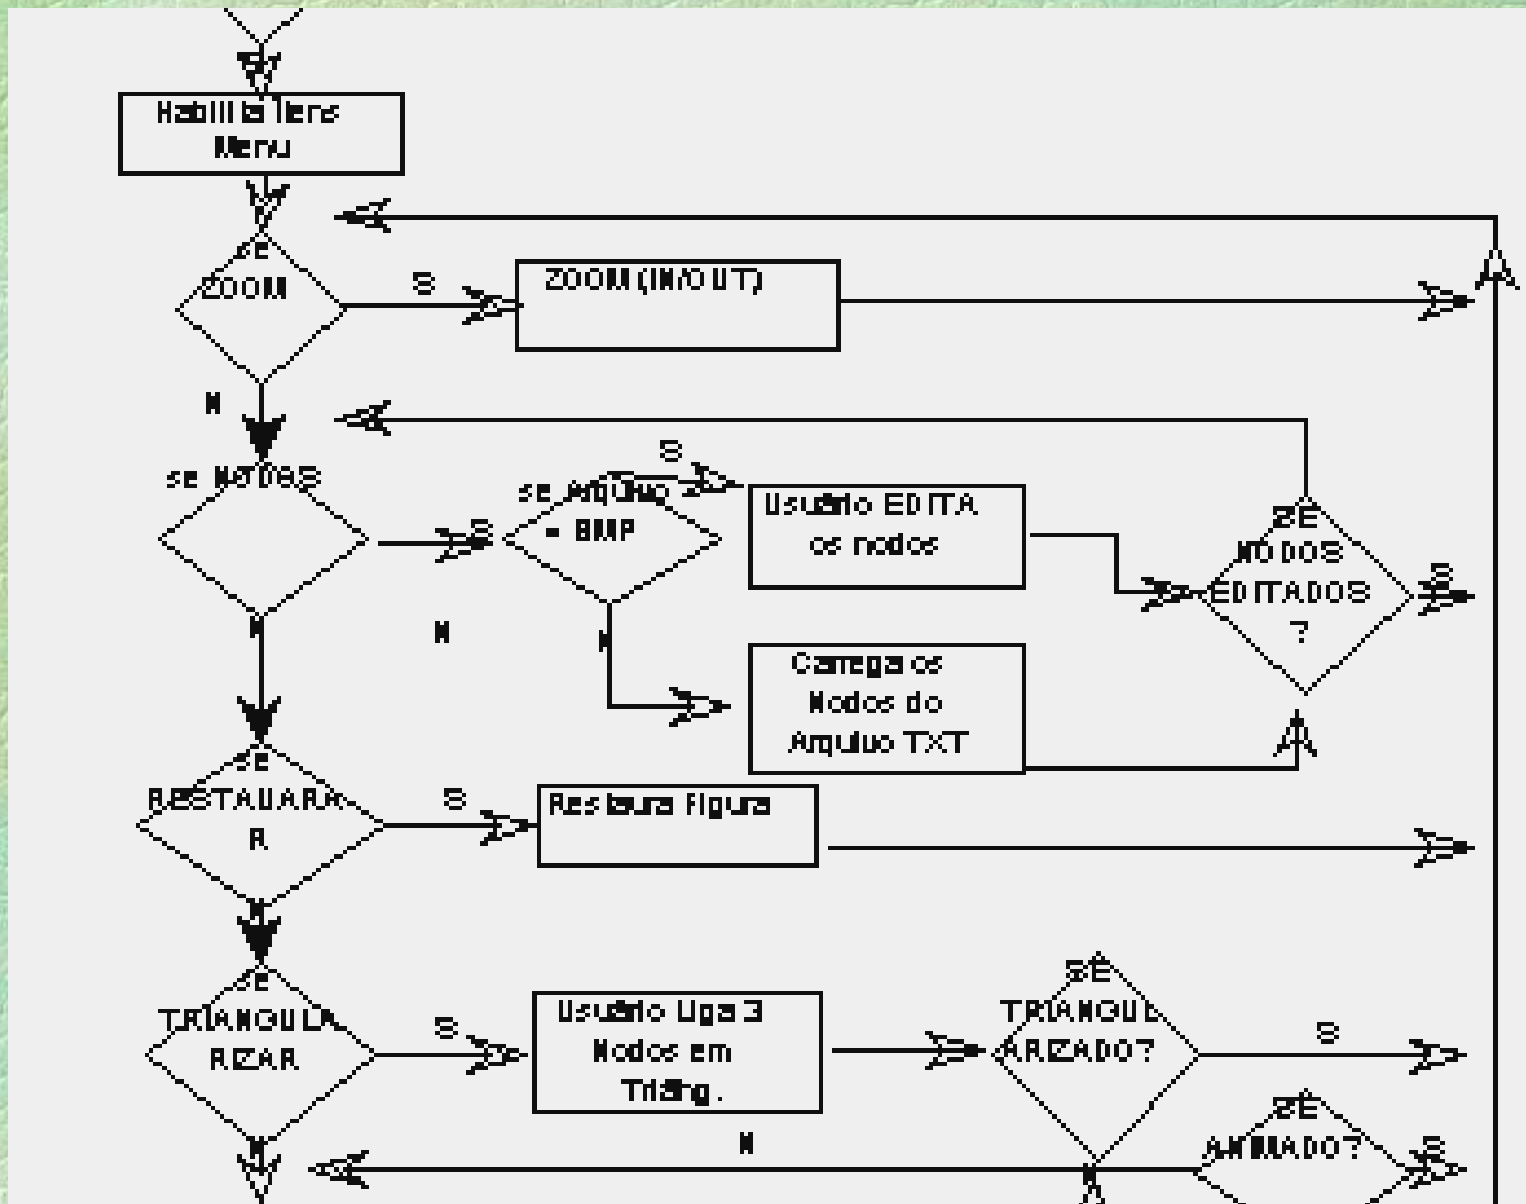 Habilita Itens
Menu
se
ZOOM
S
ZOOM (IN/OUT)
N
se NODOS
S
se Arquivo
= BMP
S
Usuário EDITA
os nodos
SE
NODOS
EDITADOS
?
S
N
N
N
Carrega os
Nodos do
Arquivo TXT
se
RESTAUARA
R
S
Restaura Figura
N
se
TRIANGULA
RIZAR
S
Usuário Liga 3
Nodos em
Triâng.
SE
TRIANGUL
ARIZADO?
S
N
N
N
SE
ANIMADO?
S